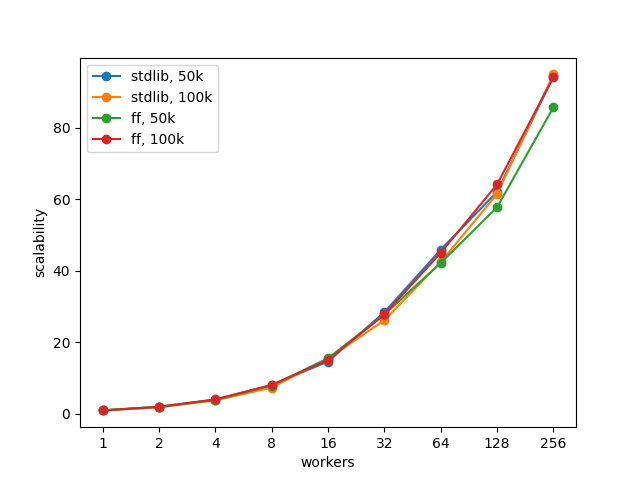 stdlib, 50k
stdlib, 100k
ff, 50k
ff, 100k
scalability
80
60
40
20
0
1 2 4 8 16 32 64 128 256
workers